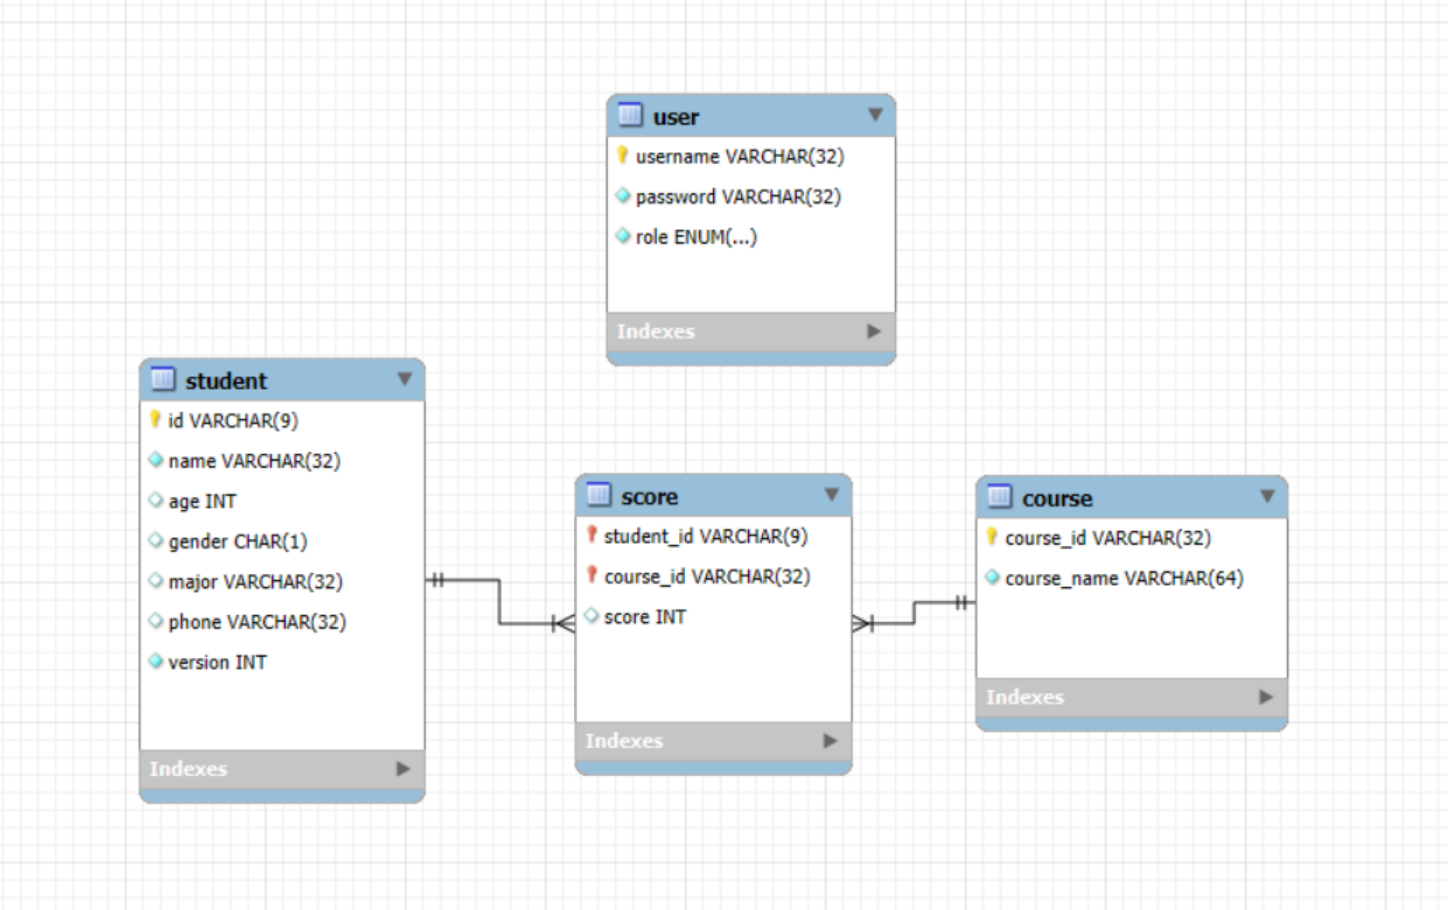 user
username VARCHAR(32)
password VARCHAR(32)
role ENUM(...)
Indexes
student
id VARCHAR(9)
name VARCHAR(32)
age INT
gender CHAR(1)
major VARCHAR(32)
phone VARCHAR(32)
version INT
Indexes
score
student_id VARCHAR(9)
course_id VARCHAR(32)
score INT
Indexes
course
course_id VARCHAR(32)
course_name VARCHAR(64)
Indexes